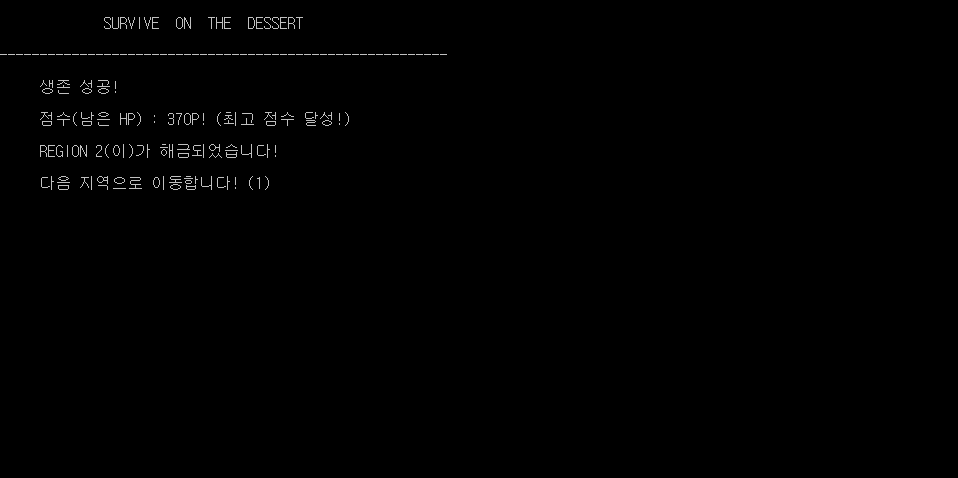 SURVIVE ON THE DESSERT
--------------------------------------------------------
생존 성공!
점수(남은 HP) : 370P! (최고 점수 달성!)
REGION 2(이)가 해금되었습니다!
다음 지역으로 이동합니다! (1)